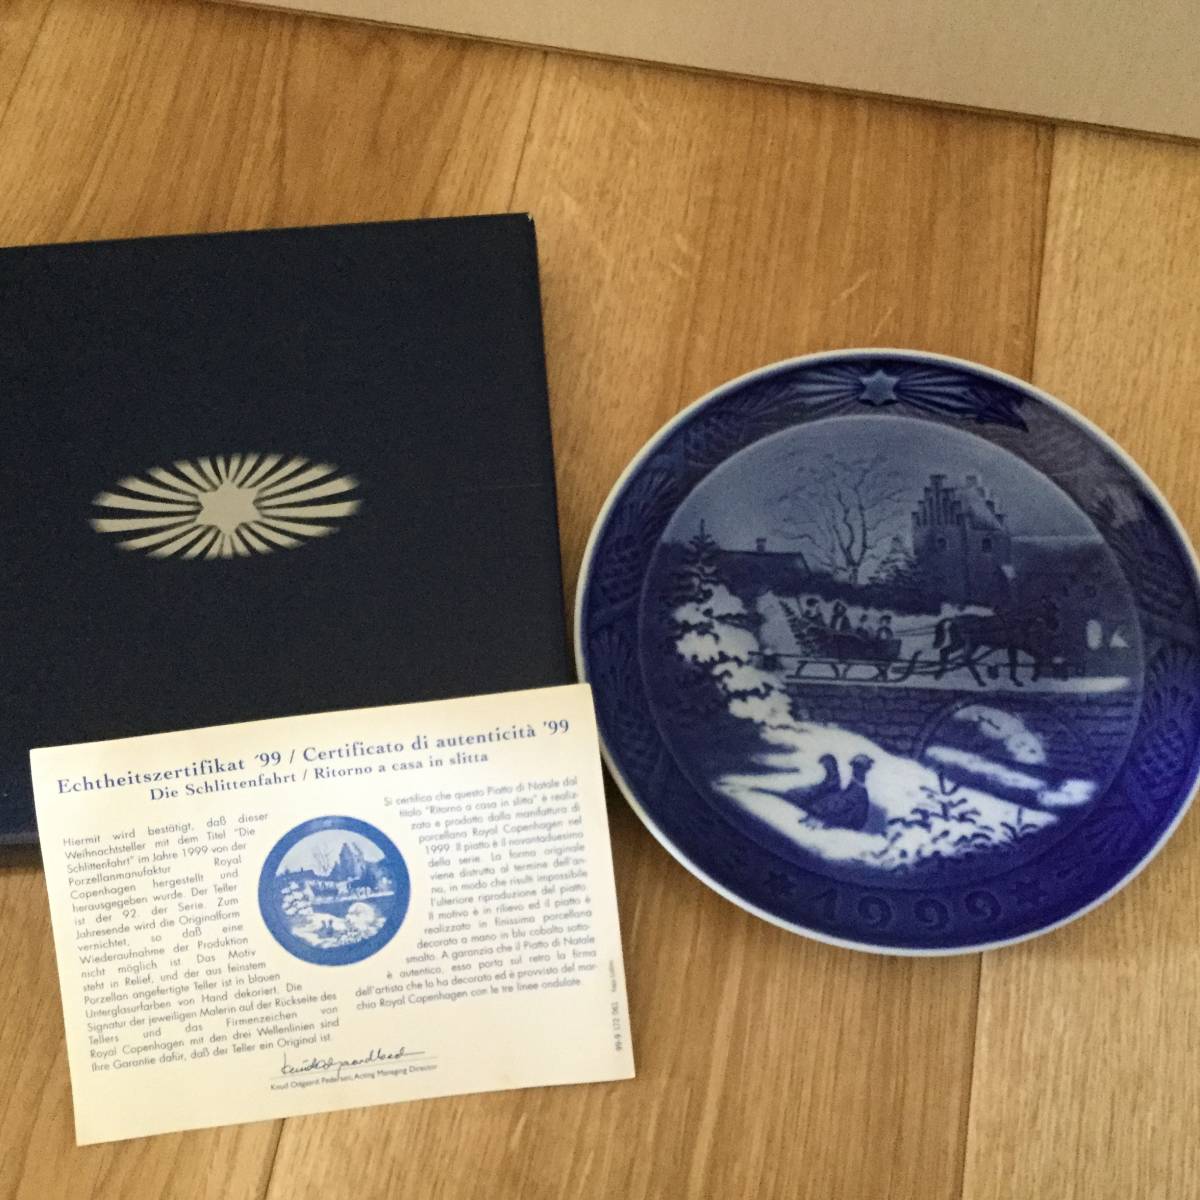 Echtheitszertifikat ´99 / Certificato di autenticità '99
Die Schlittenfahrt / Ritorno a casa in slitta
Hiermit wird bestätigt, daß dieser
Weihnachtsteller mit dem Titel "Die
Schlittenfahrt" im Jahre 1999 von der
Porzellanmanufaktur Royal
Copenhagen hergestellt und
herausgegeben wurde. Der Teller
ist der 92. der Serie. Zum
Jahresende wird die Originalform
vernichtet, so daß eine
Wiederaufnahme der Produktion
nicht möglich ist. Das Motiv
steht in Relief, und der aus feinstem
Porzellan angefertigte Teller ist in blauen
Unterglasurfarben von Hand dekoriert. Die
Signatur der jeweiligen Malerin auf der Rückseite des
Tellers und das Firmenzeichen von
Royal Copenhagen mit den drei Wellenlinien sind
Ihre Garantie dafür, daß der Teller ein Original ist.
Si certifica che questo Piatto di Natale dal
titolo "Ritorno a casa in slitta" è realiz-
zato e prodotto dalla manifattura di
porcellana Royal Copenhagen nel
1999. Il piatto è il novantaduesimo
della serie. La forma originale
viene distrutta al termine dell'an-
no, in modo che risulti impossibile
l'ulteriore riproduzione del piatto.
Il motivo è in rilievo ed il piatto è
realizzato in finissima porcellana
decorata a mano in blu cobalto sotto-
smalto. A garanzia che il Piatto di Natale
è autentico, esso porta sul retro la firma
dell'artista che lo ha decorato ed è provvisto del mar-
chio Royal Copenhagen con le tre linee ondulate.
Knud Odgaard Pedersen, Acting Managing Director
1999